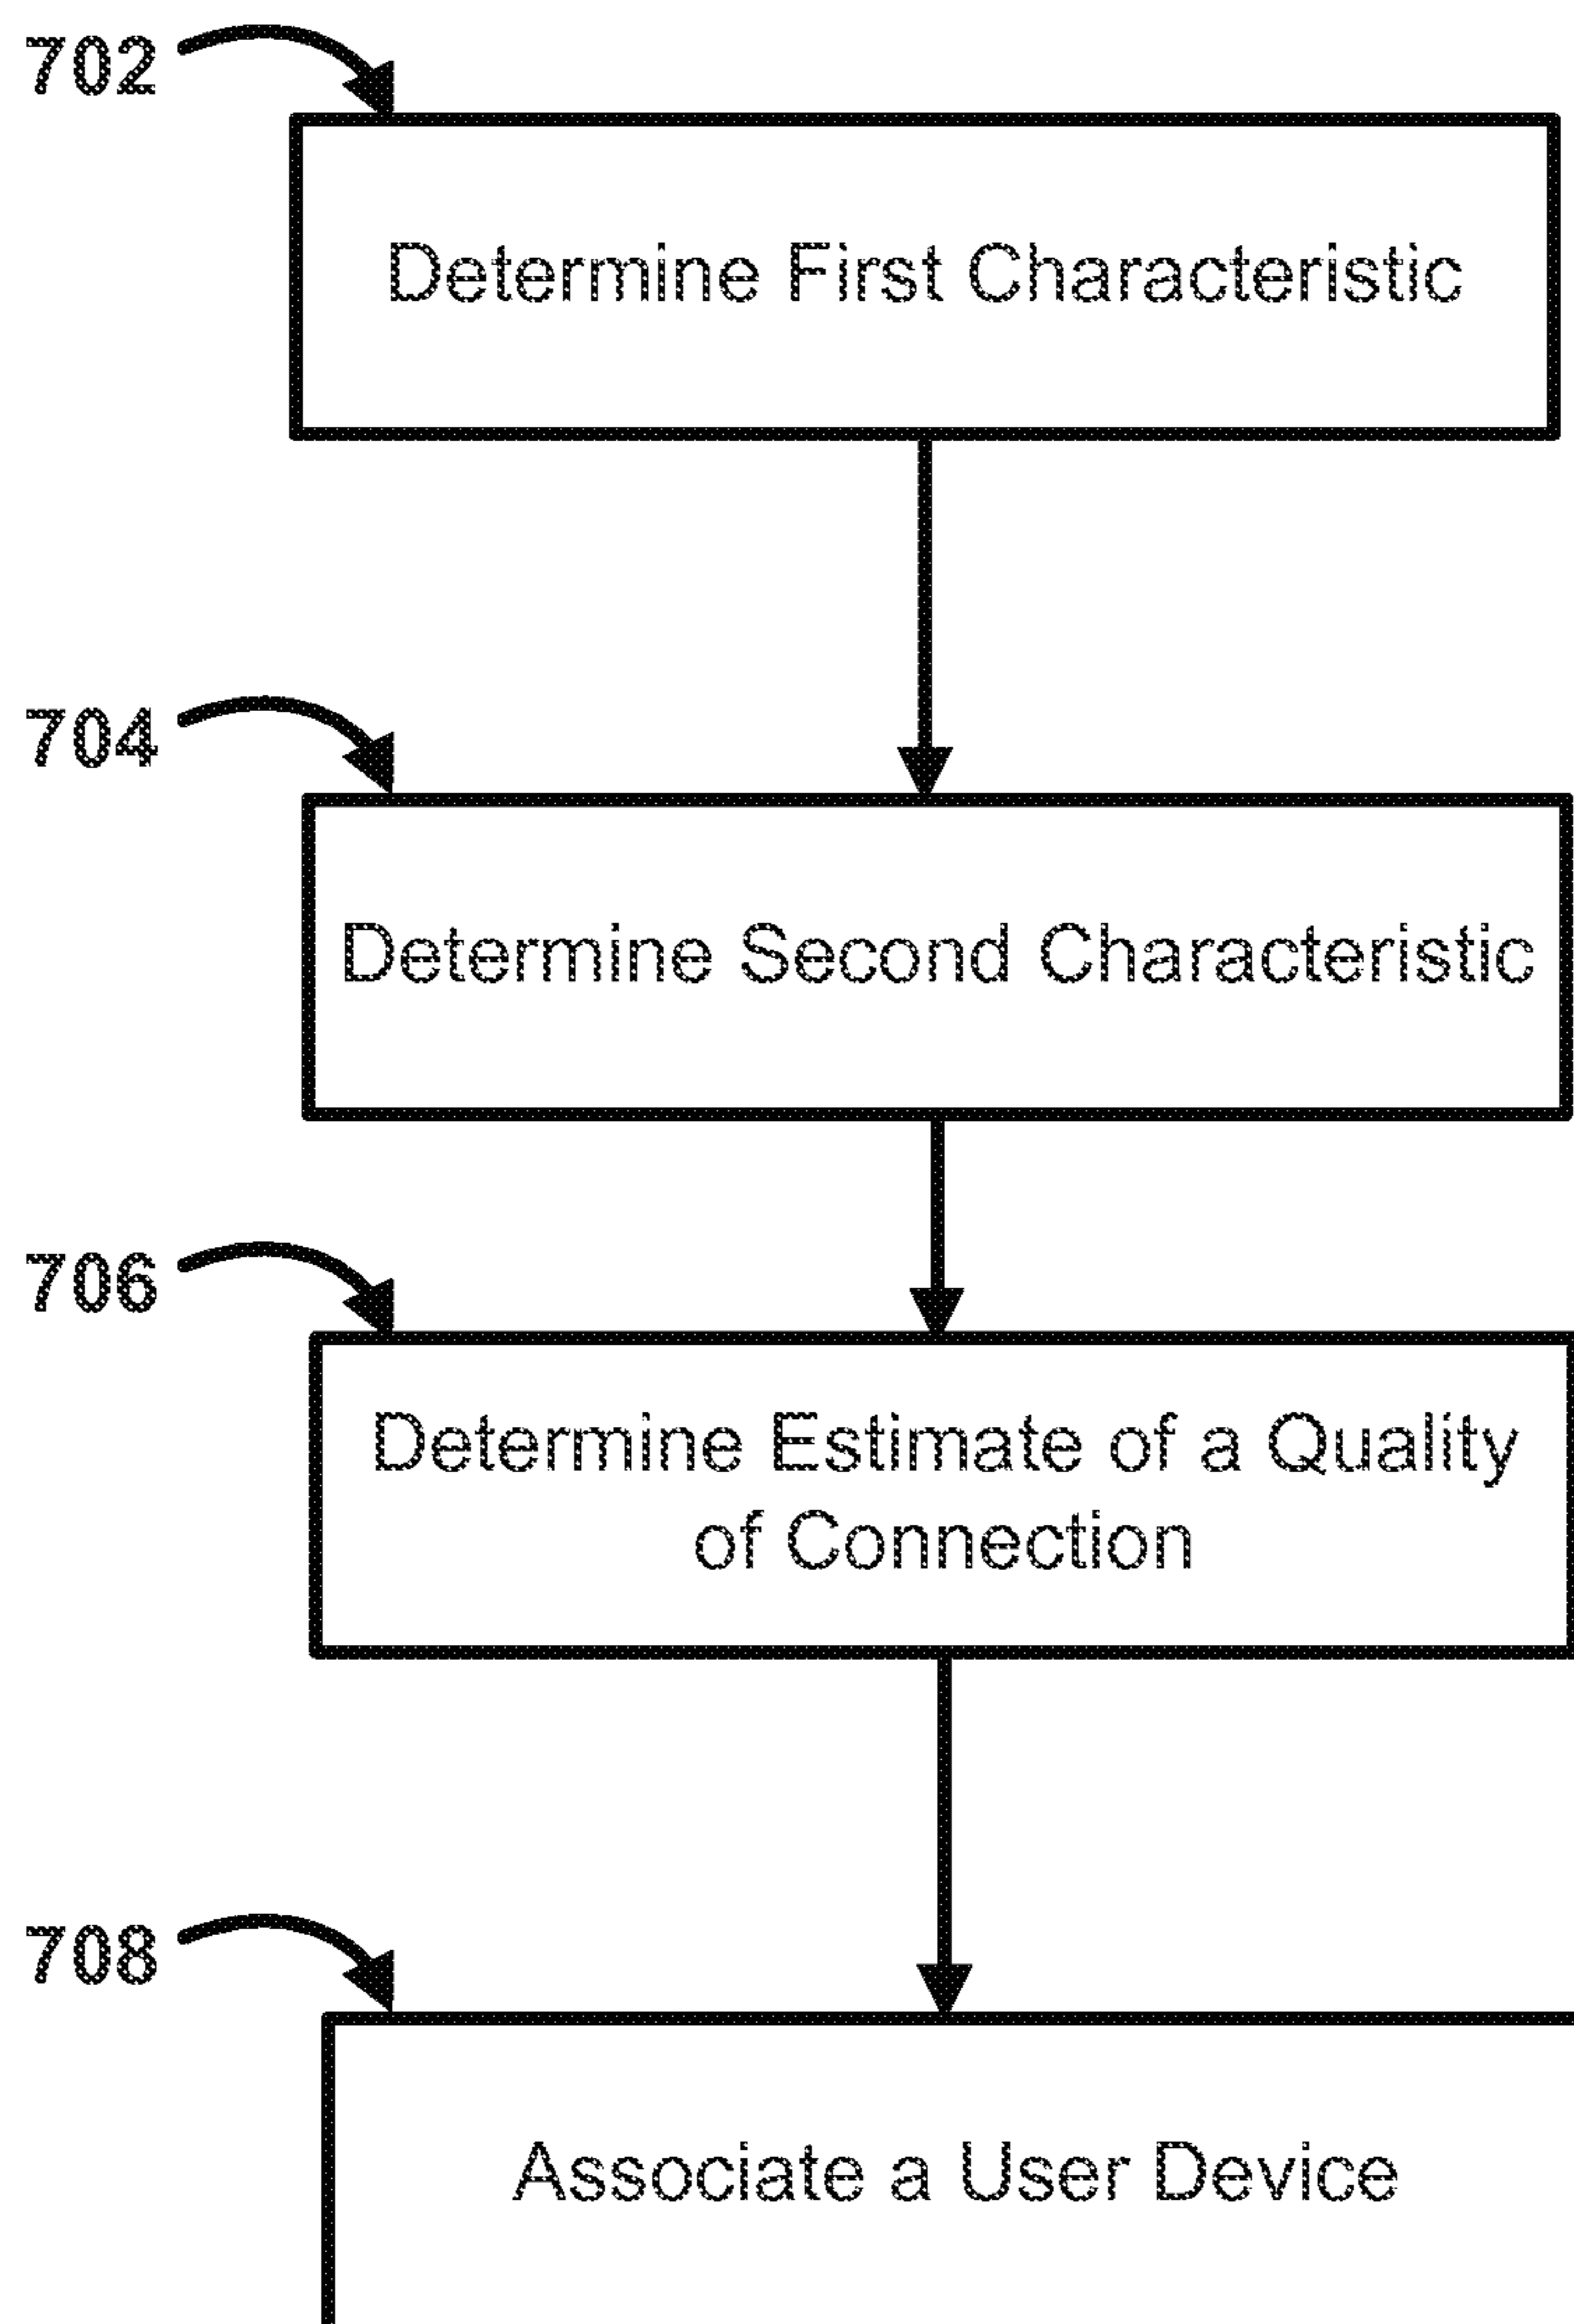 702
Determine First Characteristic
704
Determine Second Characteristic
706
Determine Estimate of a Quality
of Connection
708
Associate a User Device